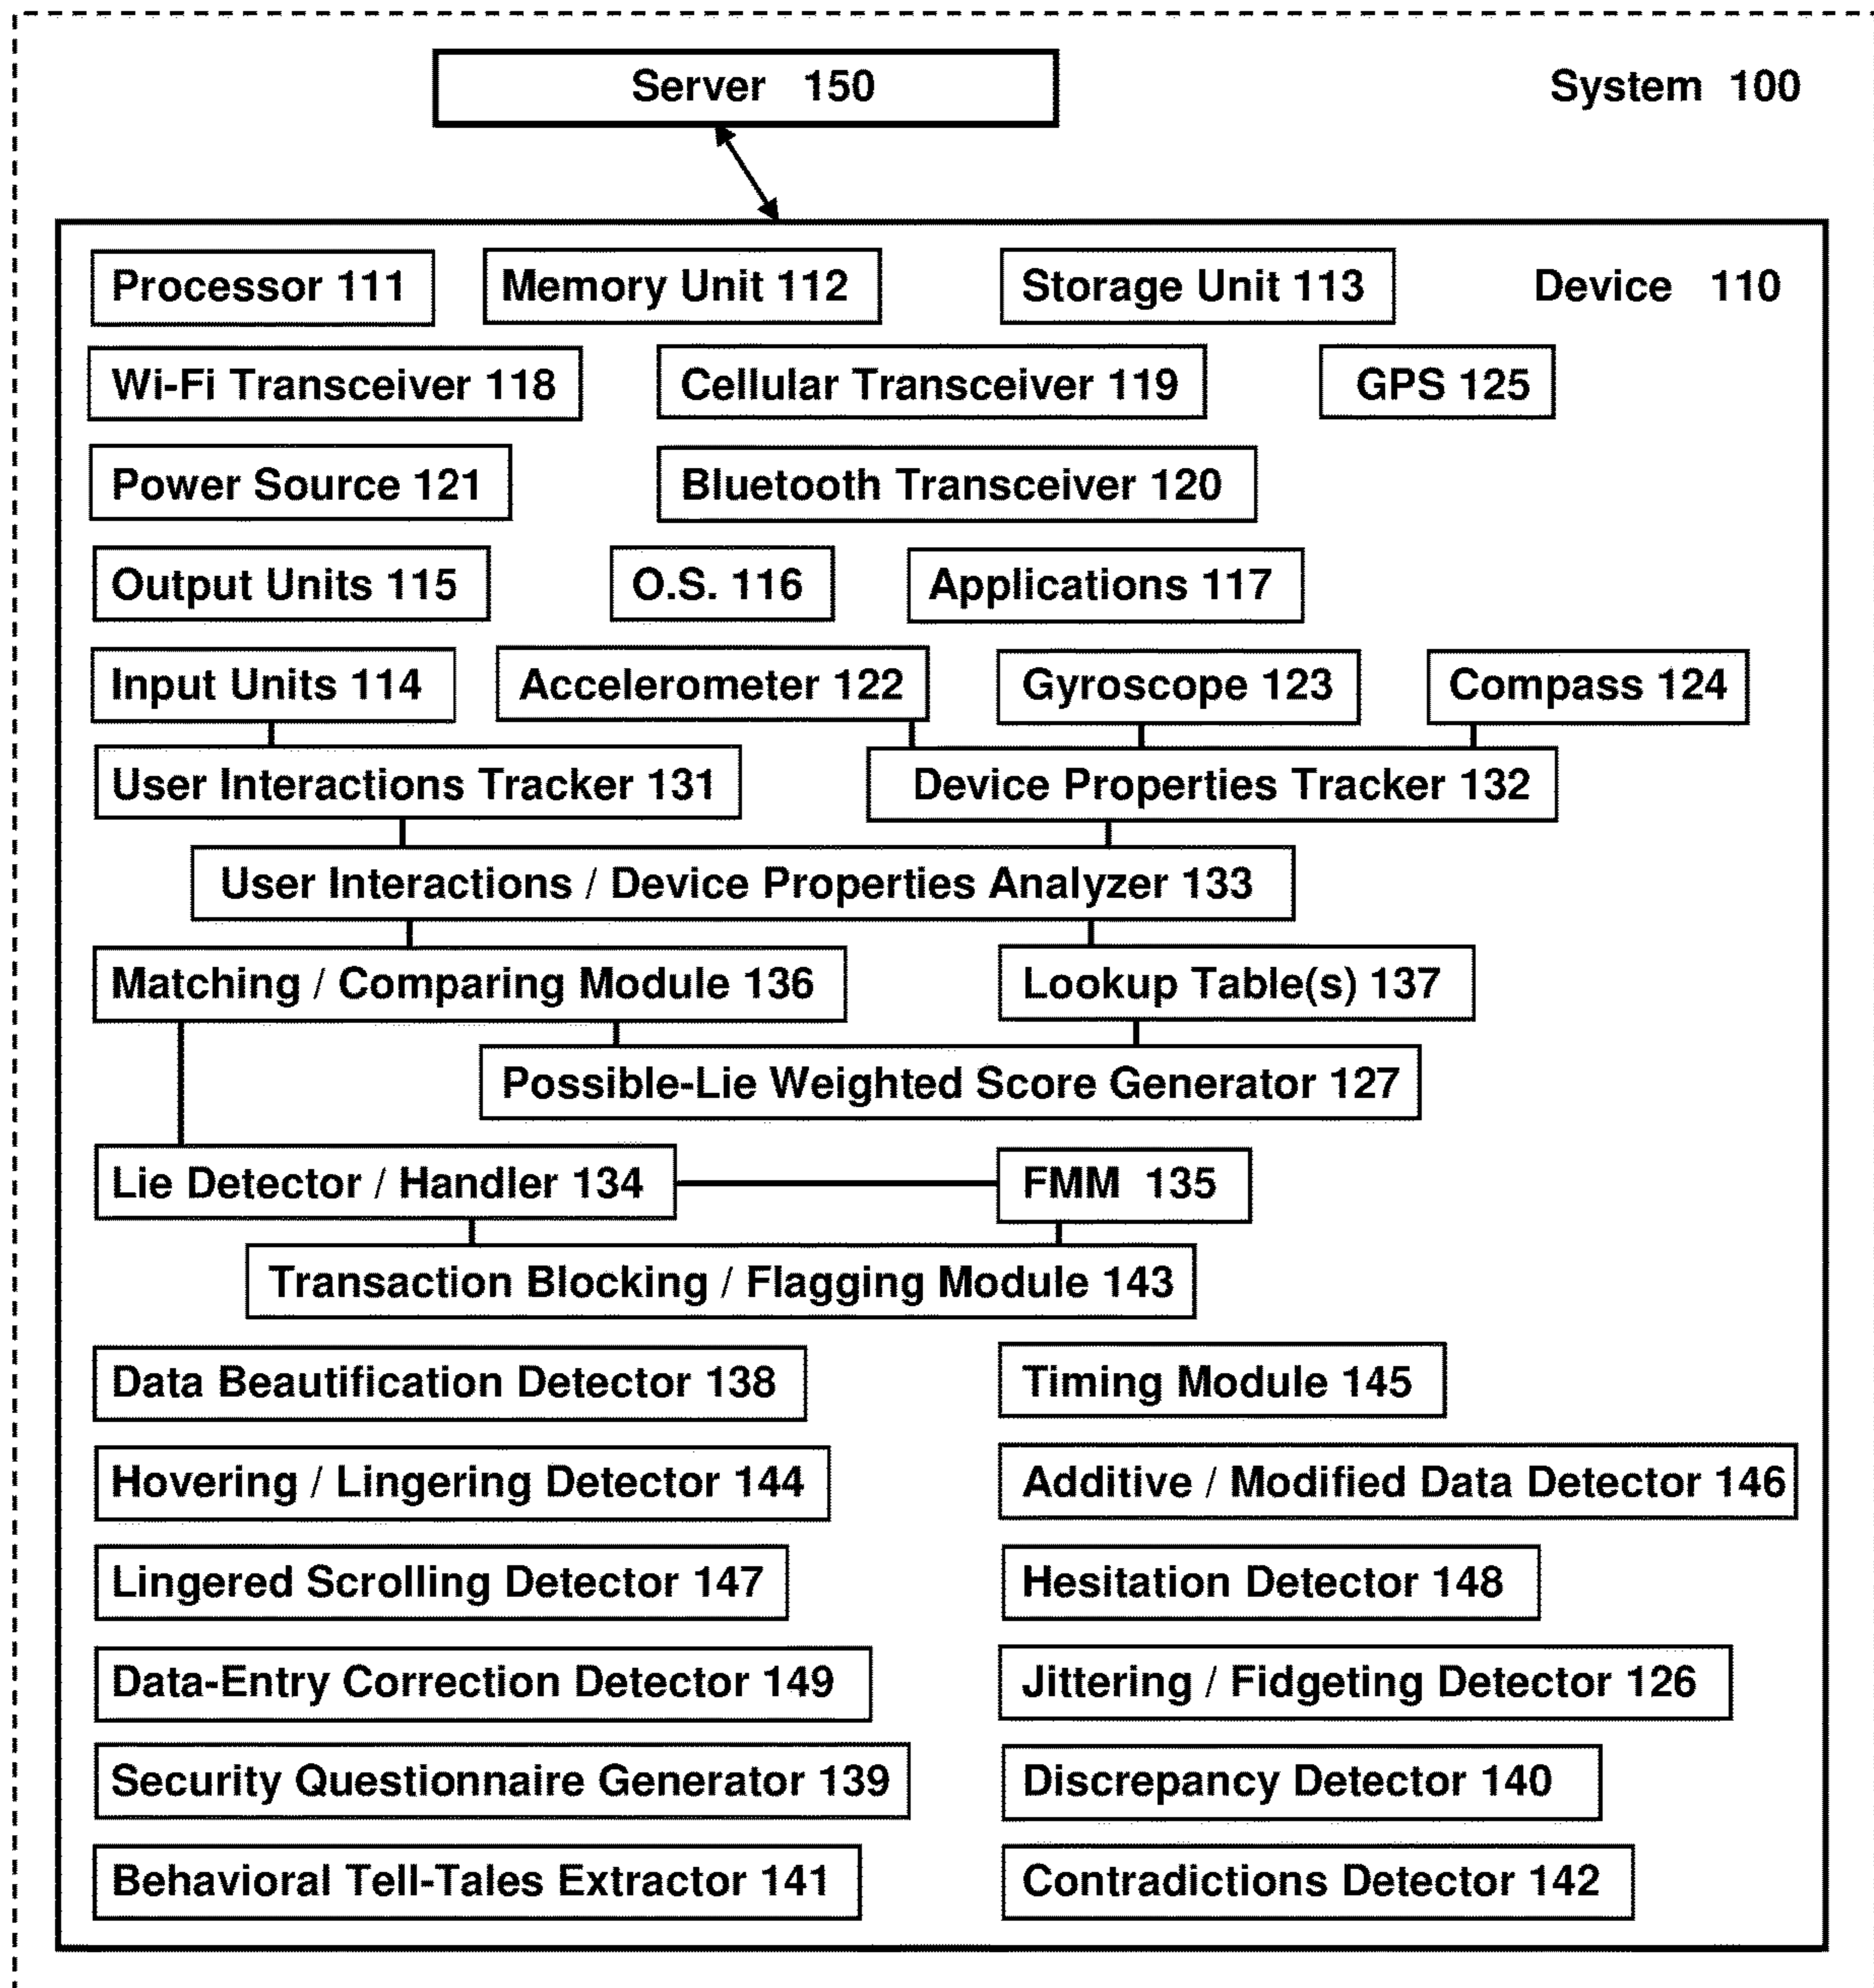 Server 150 System 100
Processor 111 Memory Unit 112 Storage Unit 113 Device 110
Wi-Fi Transceiver 118 Cellular Transceiver 119 GPS 125
Power Source 121 Bluetooth Transceiver 120
Output Units 115 O.S. 116 Applications 117
Input Units 114 Accelerometer 122 Gyroscope 123 Compass 124
User Interactions Tracker 131 Device Properties Tracker 132
User Interactions / Device Properties Analyzer 133
Matching / Comparing Module 136 Lookup Table(s) 137
Possible-Lie Weighted Score Generator 127
Lie Detector / Handler 134 FMM 135
Transaction Blocking / Flagging Module 143
Data Beautification Detector 138 Timing Module 145
Hovering / Lingering Detector 144 Additive / Modified Data Detector 146
Lingered Scrolling Detector 147 Hesitation Detector 148
Data-Entry Correction Detector 149 Jittering / Fidgeting Detector 126
Security Questionnaire Generator 139 Discrepancy Detector 140
Behavioral Tell-Tales Extractor 141 Contradictions Detector 142